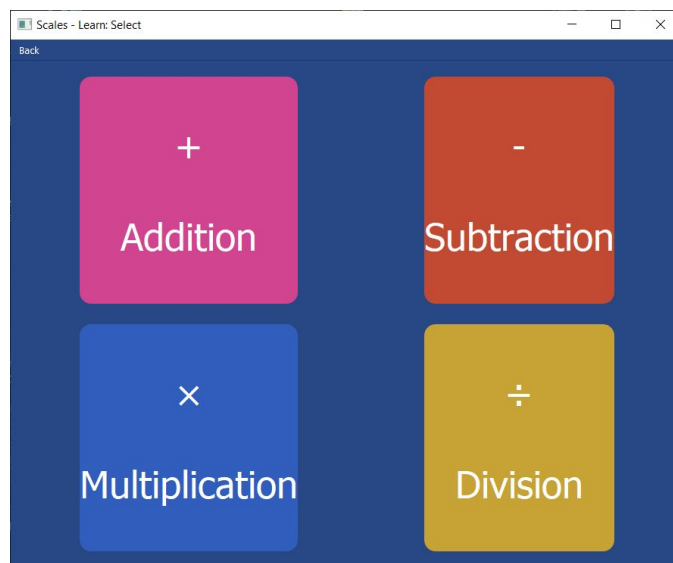 Scales - Learn: Select
Back
+
Addition
-
Subtraction
×
Multiplication
÷
Division